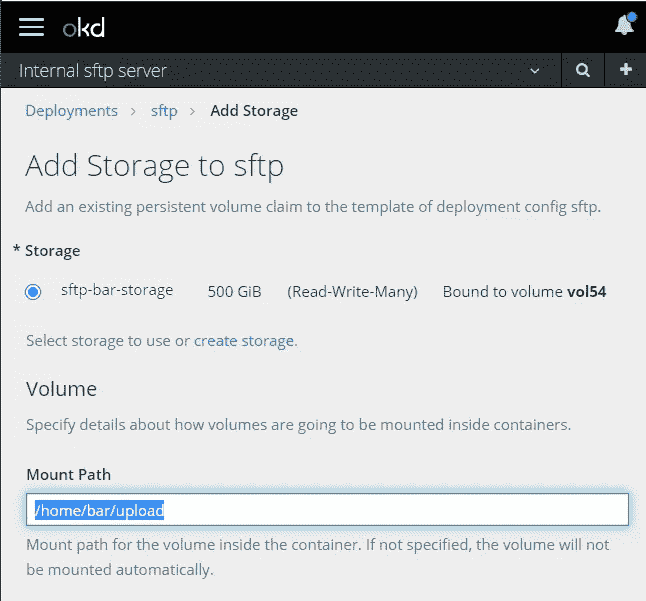 okd
Internal sftp server
Deployments > sftp > Add Storage
Add Storage to sftp
Add an existing persistent volume claim to the template of deployment config sftp.
* Storage
sftp-bar-storage 500 GiB (Read-Write-Many) Bound to volume vol54
Select storage to use or create storage.
Volume
Specify details about how volumes are going to be mounted inside containers.
Mount Path
/home/bar/upload
Mount path for the volume inside the container. If not specified, the volume will not
be mounted automatically.